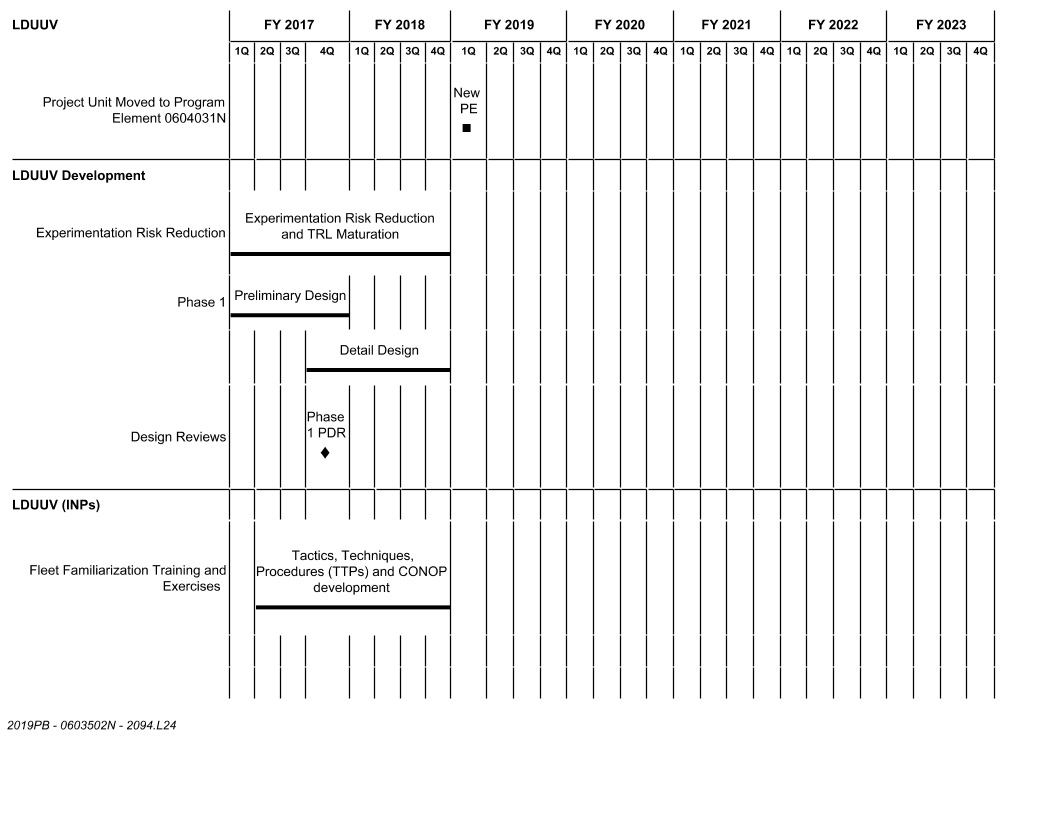 LDUUV FY 2017 FY 2018 FY 2019 FY 2020 FY 2021 FY 2022 FY 2023
1Q 2Q 3Q 4Q 1Q 2Q 3Q 4Q 1Q 2Q 3Q 4Q 1Q 2Q 3Q 4Q 1Q 2Q 3Q 4Q 1Q 2Q 3Q 4Q 1Q 2Q 3Q 4Q
Project Unit Moved to Program
Element 0604031N
New
PE
LDUUV Development
Experimentation Risk Reduction
Experimentation Risk Reduction
and TRL Maturation
Phase 1
Preliminary Design
Detail Design
Design Reviews
Phase
1 PDR
LDUUV (INPs)
Fleet Familiarization Training and
Exercises
Tactics, Techniques,
Procedures (TTPs) and CONOP
development
2019PB - 0603502N - 2094.L24